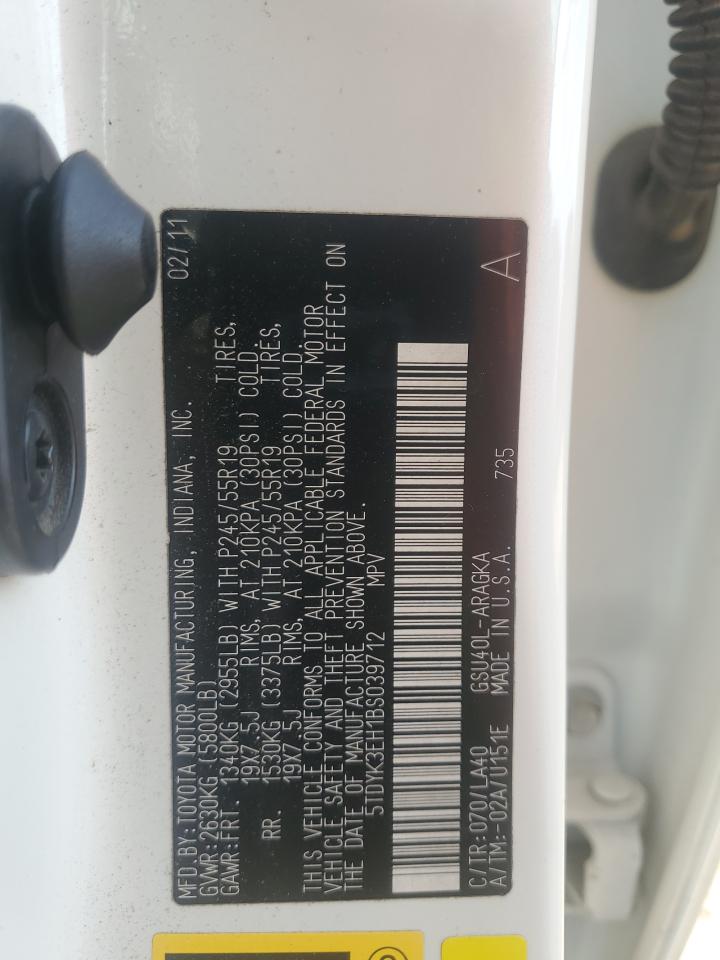 MFD.BY:TOYOTA MOTOR MANUFACTURING, INDIANA, INC. 02/11
GVWR:2630KG (5800LB)
GAWR:FRT. 1340KG (2955LB) WITH P245/55R19 TIRES,
19X7.5J RIMS, AT 210KPA (30PSI) COLD.
RR. 1530KG (3375LB) WITH P245/55R19 TIRES,
19X7.5J RIMS, AT 210KPA (30PSI) COLD.
THIS VEHICLE CONFORMS TO ALL APPLICABLE FEDERAL MOTOR
VEHICLE SAFETY AND THEFT PREVENTION STANDARDS IN EFFECT ON
THE DATE OF MANUFACTURE SHOWN ABOVE.
5TDYK3EH1BS039712 MPV
C/TR:070/LA40 GSU40L-ARAGKA
A/TM:-02A/U151E MADE IN U.S.A. 735 A